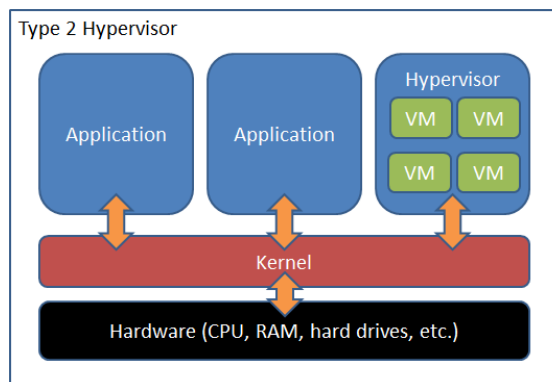 Type 2 Hypervisor
Application
Application
Hypervisor
VM
VM
VM
VM
Kernel
Hardware (CPU, RAM, hard drives, etc.)